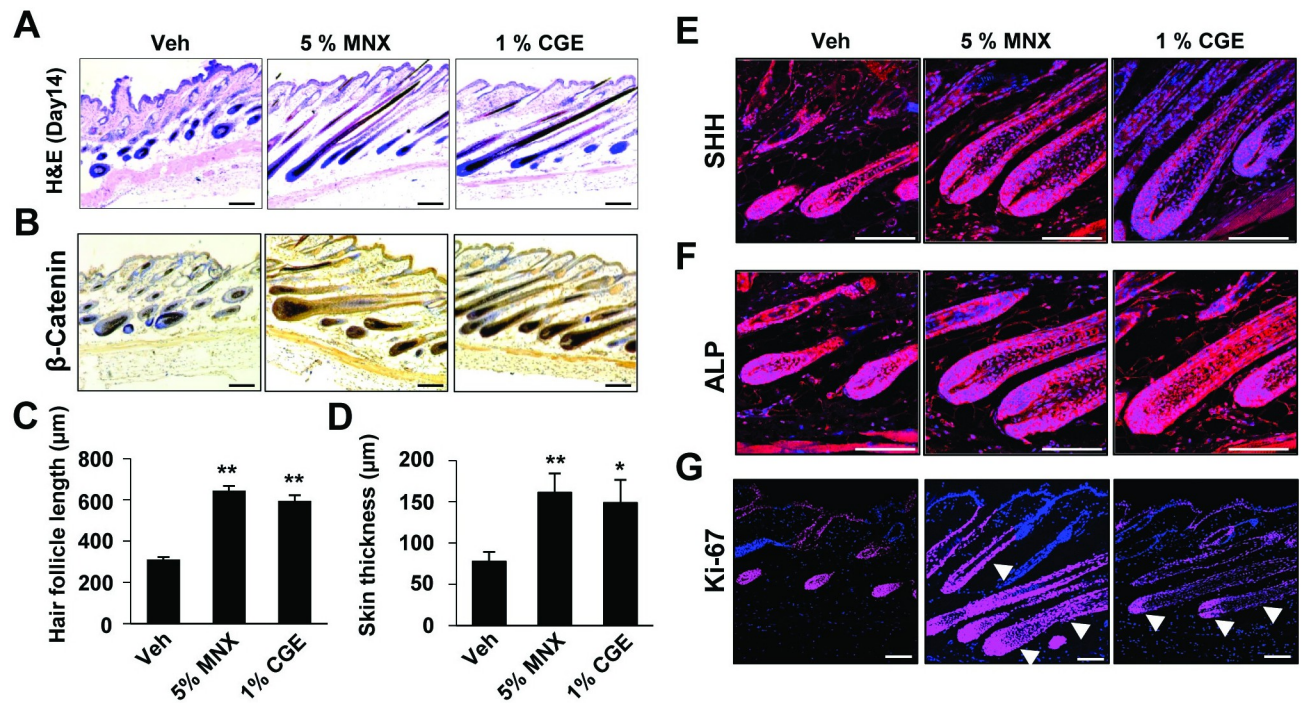 A
Veh
5 % MNX
1 % CGE
H&E (Day14)
B
β-Catenin
C
Hair follicle length (μm)
800
600
400
200
0
**
**
Veh
5% MNX
1% CGE
D
Skin thickness (μm)
200
150
100
50
0
**
*
Veh
5% MNX
1% CGE
E
Veh
5 % MNX
1 % CGE
SHH
F
ALP
G
Ki-67